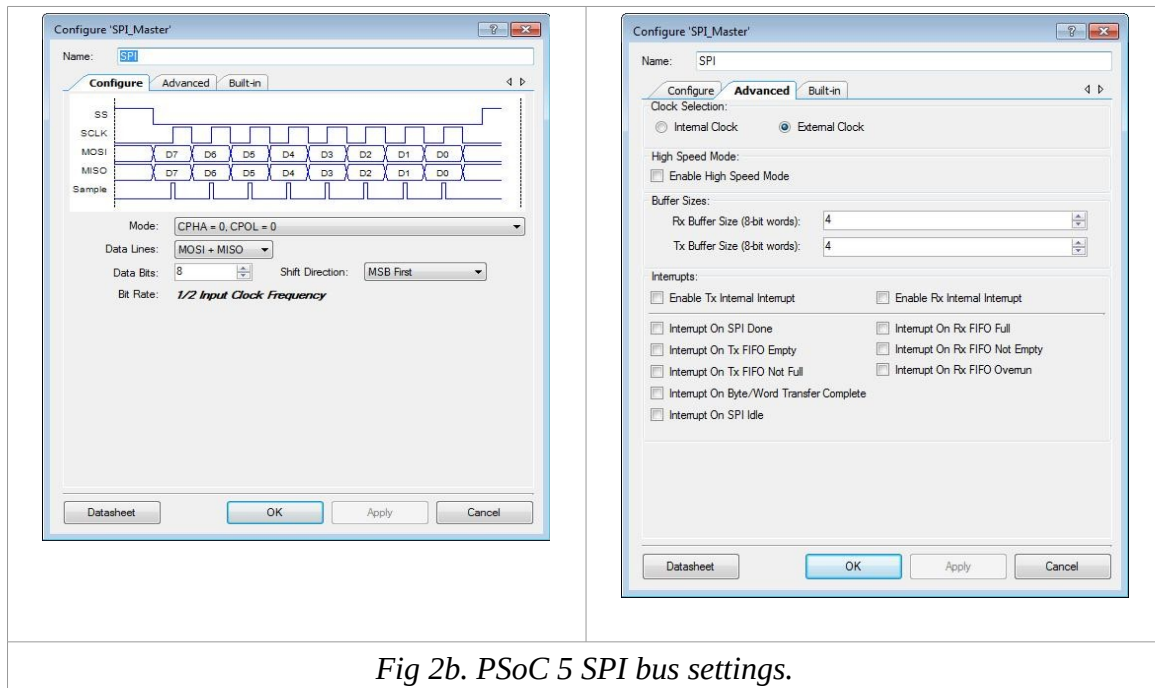 Configure 'SPI_Master'
Name: SPI
Configure Advanced Built-in
SS
SCLK
MOSI D7 D6 D5 D4 D3 D2 D1 D0
MISO D7 D6 D5 D4 D3 D2 D1 D0
Sample
Mode: CPHA = 0, CPOL = 0
Data Lines: MOSI + MISO
Data Bits: 8 Shift Direction: MSB First
Bit Rate: 1/2 Input Clock Frequency
Datasheet OK Apply Cancel
Configure 'SPI_Master'
Name: SPI
Configure Advanced Built-in
Clock Selection:
Internal Clock External Clock
High Speed Mode:
Enable High Speed Mode
Buffer Sizes:
Rx Buffer Size (8-bit words): 4
Tx Buffer Size (8-bit words): 4
Interrupts:
Enable Tx Internal Interrupt Enable Rx Internal Interrupt
Interrupt On SPI Done Interrupt On Rx FIFO Full
Interrupt On Tx FIFO Empty Interrupt On Rx FIFO Not Empty
Interrupt On Tx FIFO Not Full Interrupt On Rx FIFO Overrun
Interrupt On Byte/Word Transfer Complete
Interrupt On SPI Idle
Datasheet OK Apply Cancel
Fig 2b. PSoC 5 SPI bus settings.